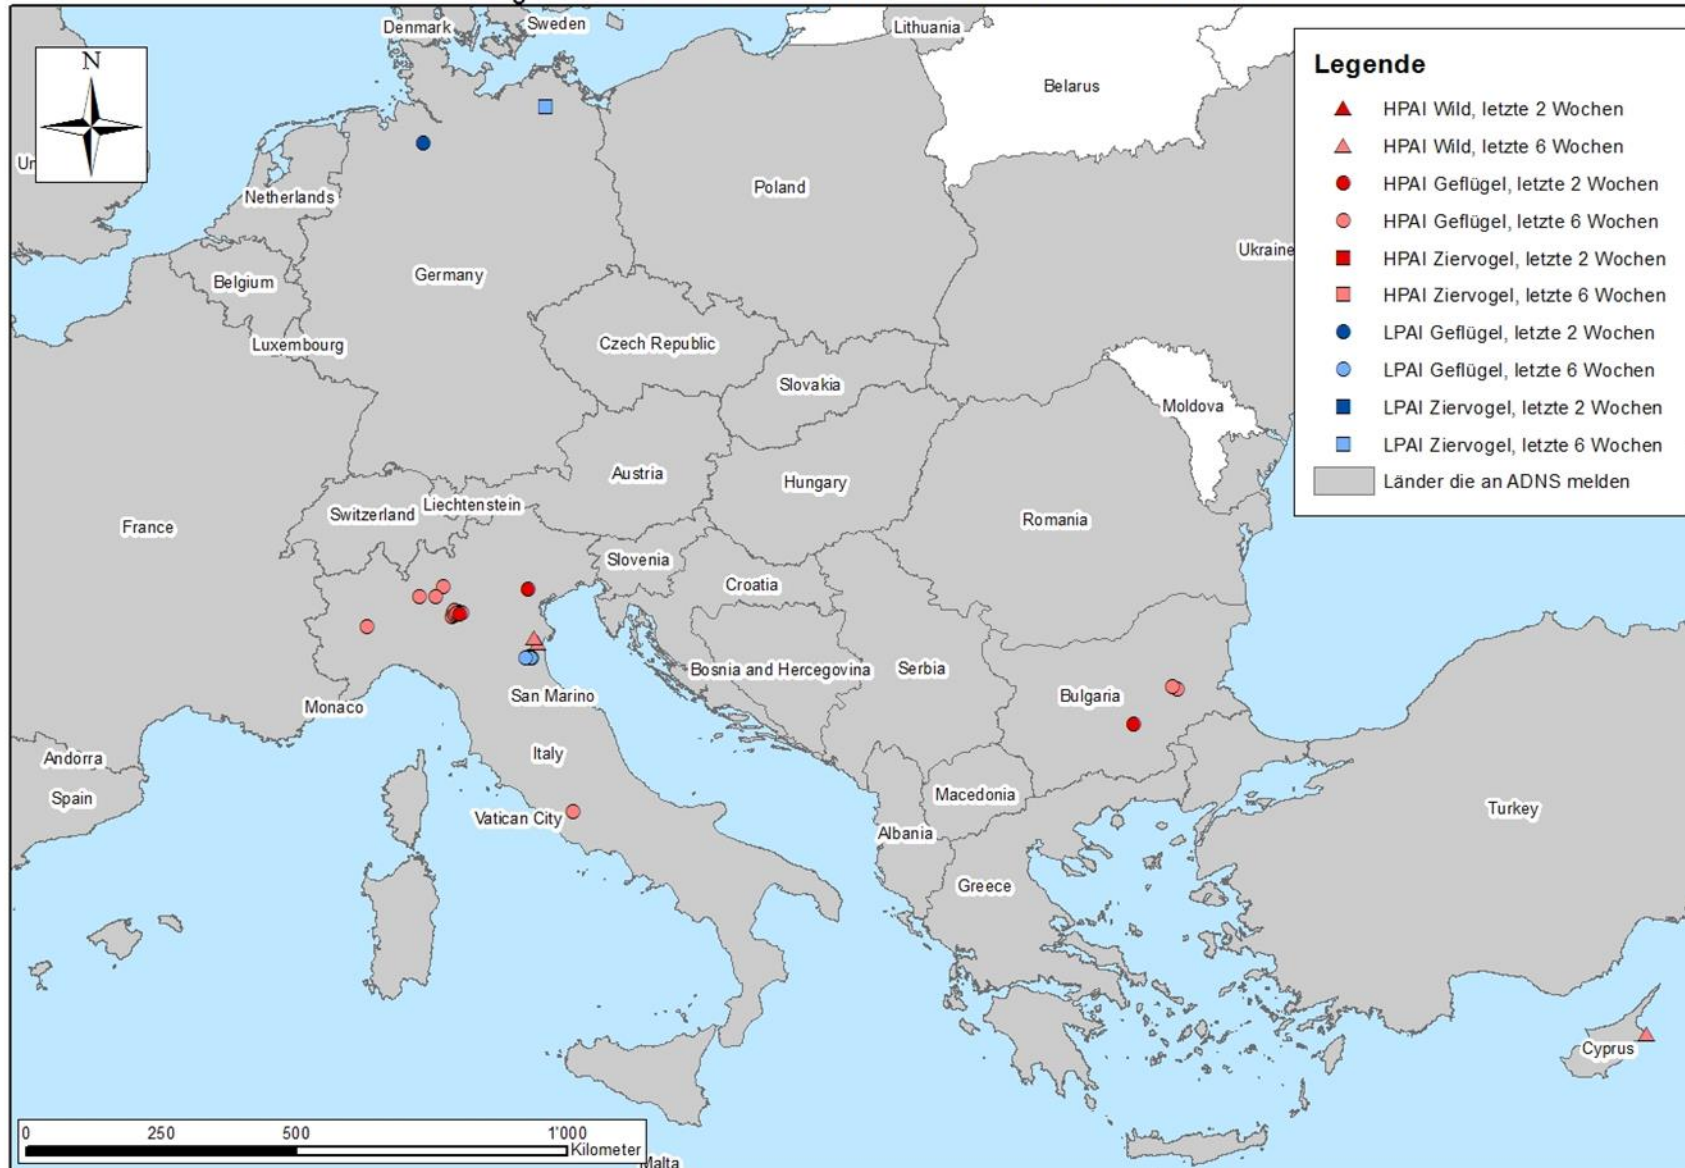 Denmark
Sweden
Lithuania
N
Belarus
Un
Netherlands
Poland
Ukraine
Belgium
Germany
Luxembourg
Czech Republic
Slovakia
Moldova
Austria
Hungary
Liechtenstein
Switzerland
France
Romania
Slovenia
Croatia
Bosnia and Hercegovina
Serbia
San Marino
Bulgaria
Monaco
Italy
Andorra
Spain
Macedonia
Vatican City
Albania
Turkey
Greece
Cyprus
Malta
Legende
HPAI Wild, letzte 2 Wochen
HPAI Wild, letzte 6 Wochen
HPAI Geflügel, letzte 2 Wochen
HPAI Geflügel, letzte 6 Wochen
HPAI Ziervogel, letzte 2 Wochen
HPAI Ziervogel, letzte 6 Wochen
LPAI Geflügel, letzte 2 Wochen
LPAI Geflügel, letzte 6 Wochen
LPAI Ziervogel, letzte 2 Wochen
LPAI Ziervogel, letzte 6 Wochen
Länder die an ADNS melden
0 250 500 1'000
Kilometer